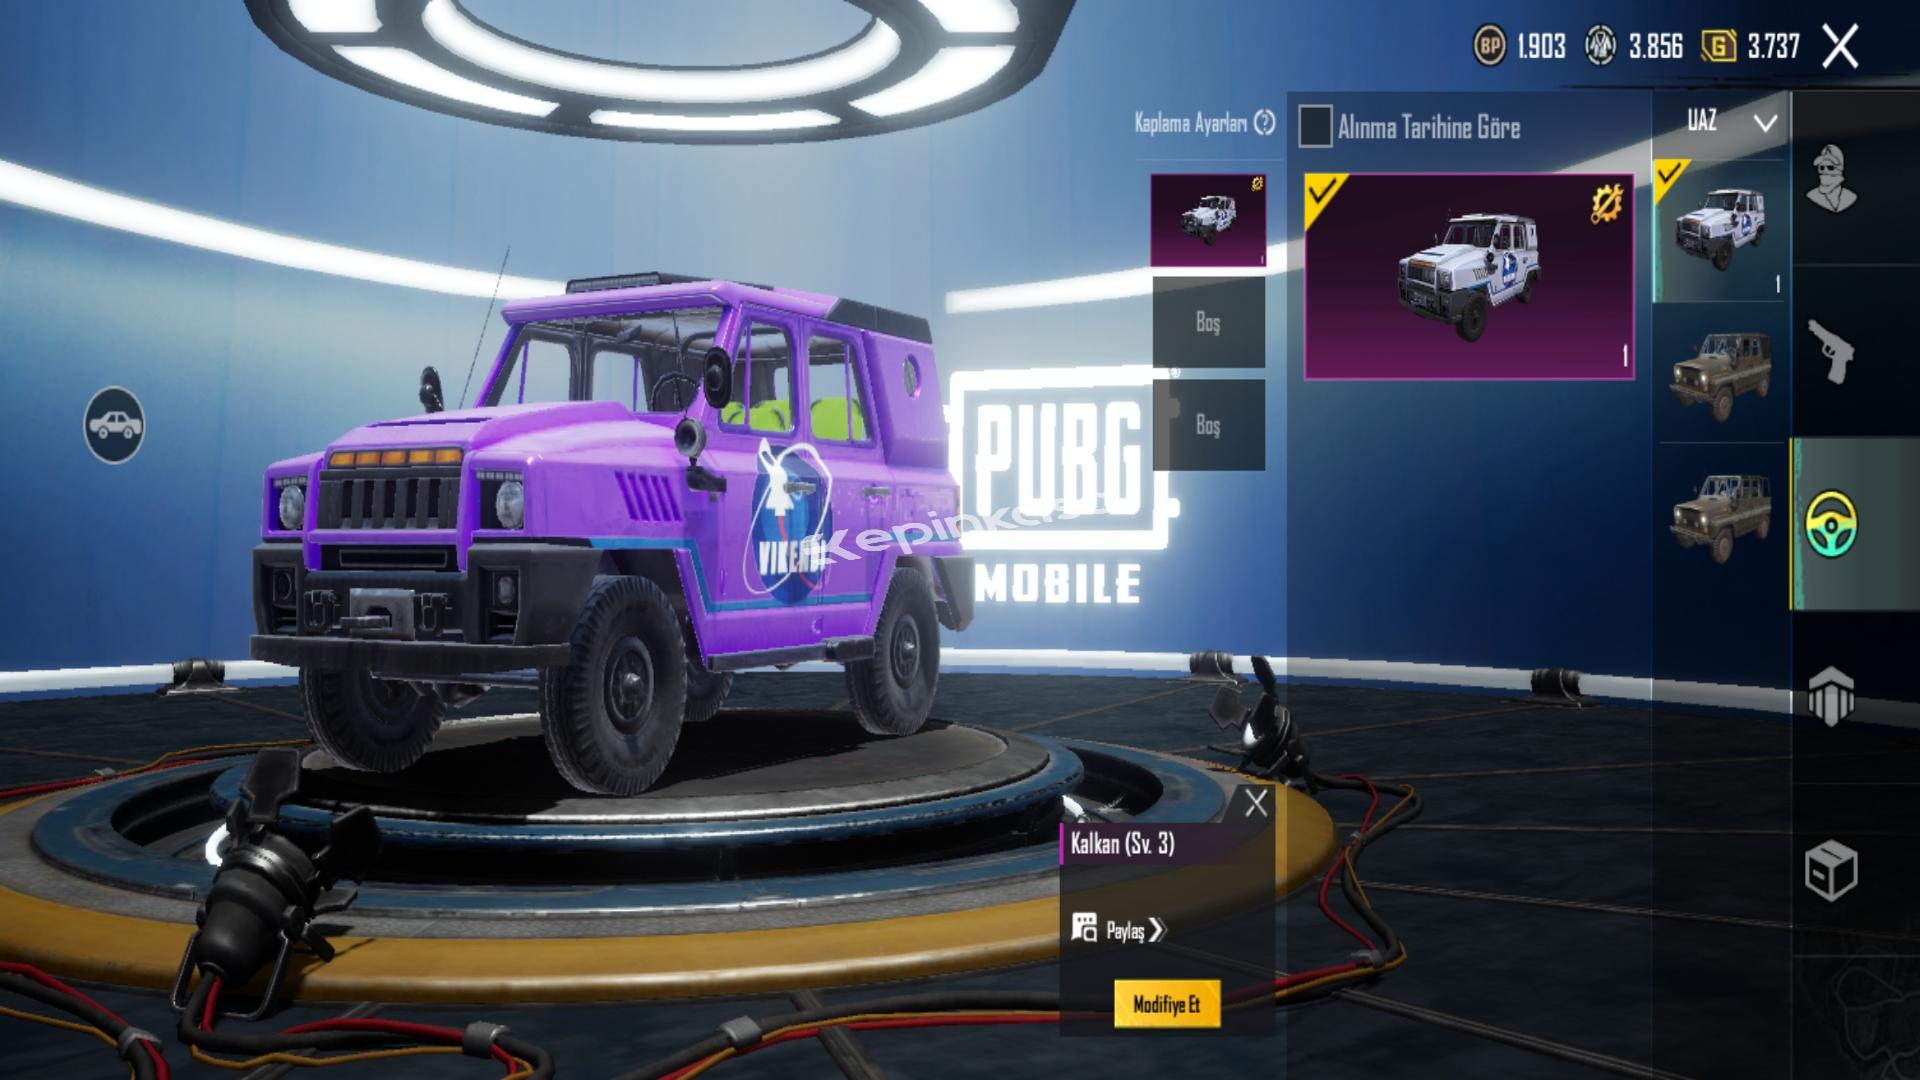 BP 1.903 3.856 G 3.737
Kaplama Ayarları ?
Alınma Tarihine Göre
UAZ
1
1
1
Boş
Boş
PUBG
MOBILE
VIKENDI
Kalkan (Sv. 3)
Paylaş
Modifiye Et